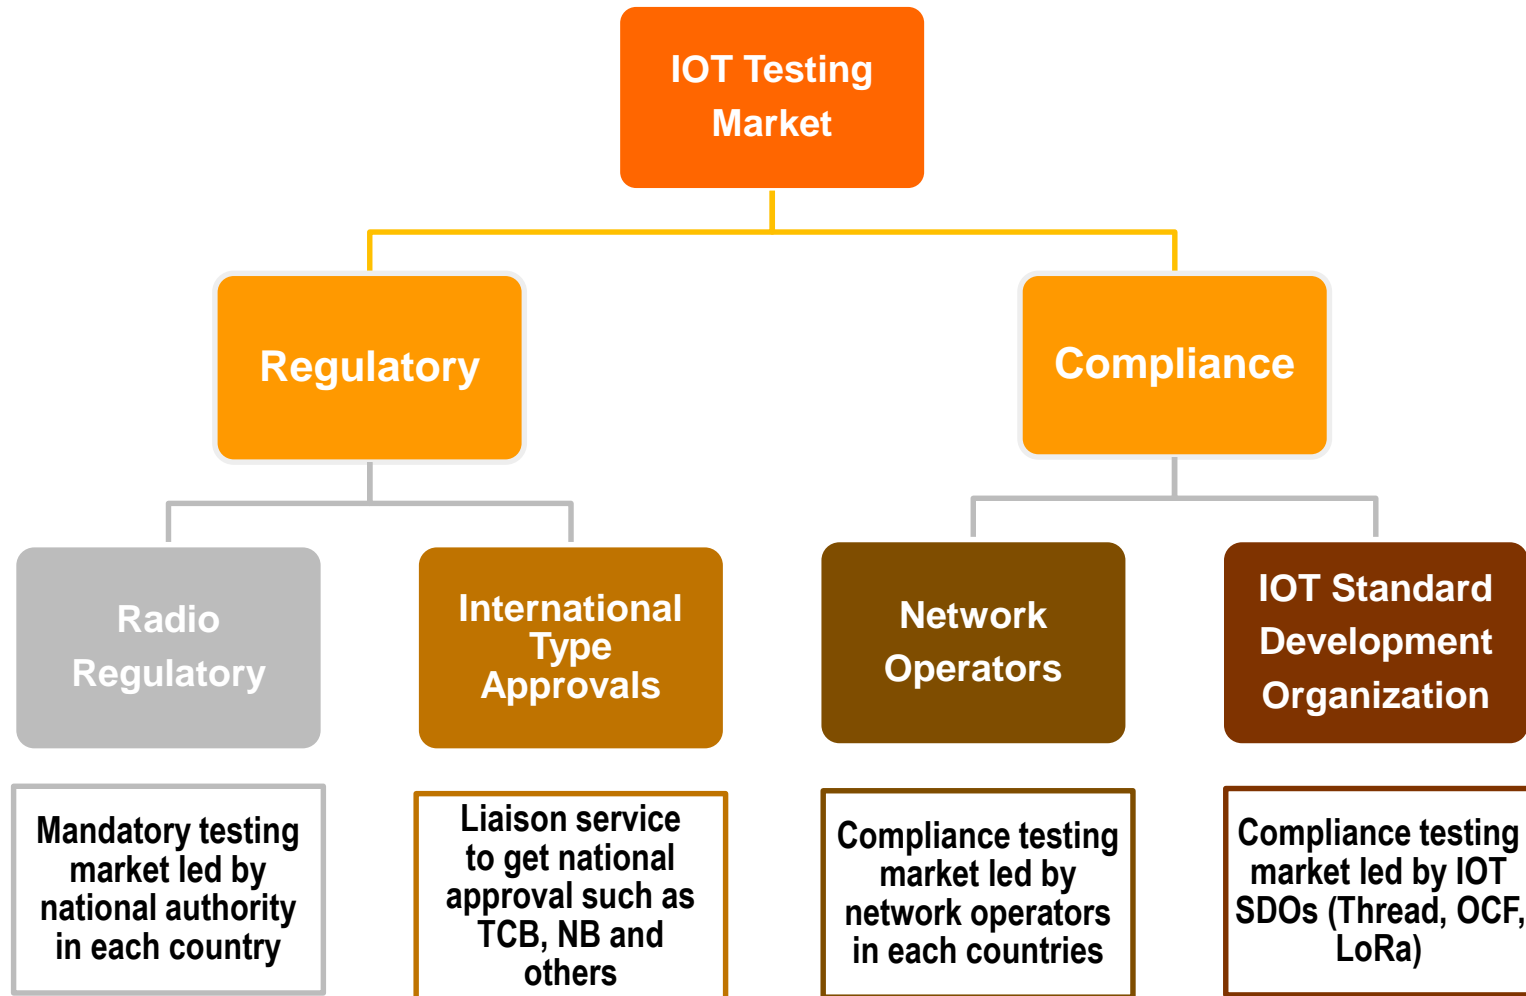 IOT Testing
Market
Regulatory
Compliance
Radio
Regulatory
International
Type
Approvals
Network
Operators
IOT Standard
Development
Organization
Mandatory testing
market led by
national authority
in each country
Liaison service
to get national
approval such as
TCB, NB and
others
Compliance testing
market led by
network operators
in each countries
Compliance testing
market led by IOT
SDOs (Thread, OCF,
LoRa)